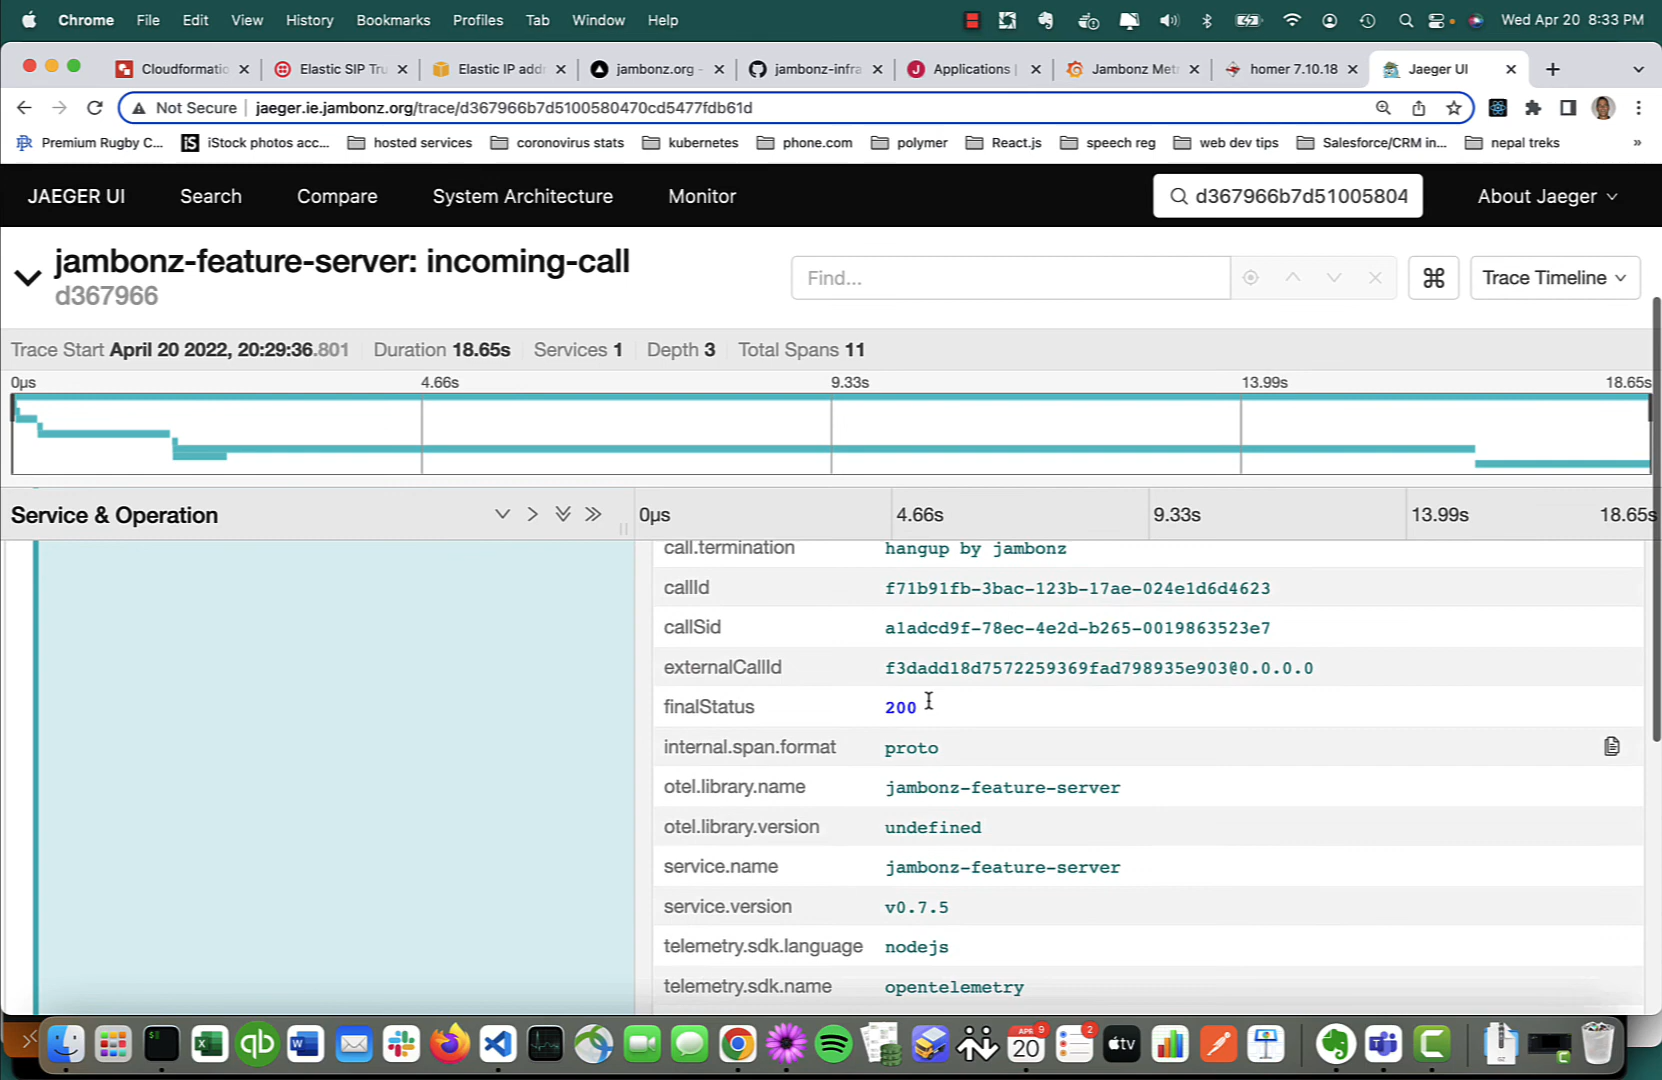 Chrome File Edit View History Bookmarks Profiles Tab Window Help Wed Apr 20 8:33 PM
Cloudformatio Elastic SIP Tru Elastic IP add jambonz.org - jambonz-infra Applications | Jambonz Met homer 7.10.18 Jaeger UI
Not Secure jaeger.ie.jambonz.org/trace/d367966b7d5100580470cd5477fdb61d
Premium Rugby C... iS iStock photos acc... hosted services coronovirus stats kubernetes phone.com polymer React.js speech reg web dev tips Salesforce/CRM in... nepal treks »
JAEGER UI Search Compare System Architecture Monitor d367966b7d51005804 About Jaeger
jambonz-feature-server: incoming-call
d367966
Find... ⌘ Trace Timeline
Trace Start April 20 2022, 20:29:36.801 Duration 18.65s Services 1 Depth 3 Total Spans 11
0μs 4.66s 9.33s 13.99s 18.65s
Service & Operation 0μs 4.66s 9.33s 13.99s 18.65s
call.termination hangup by jambonz
callId f71b91fb-3bac-123b-17ae-024e1d6d4623
callSid a1adcd9f-78ec-4e2d-b265-0019863523e7
externalCallId f3dadd18d7572259369fad798935e903@0.0.0.0
finalStatus 200
internal.span.format proto
otel.library.name jambonz-feature-server
otel.library.version undefined
service.name jambonz-feature-server
service.version v0.7.5
telemetry.sdk.language nodejs
telemetry.sdk.name opentelemetry
qb W APR 20 9 2 tv